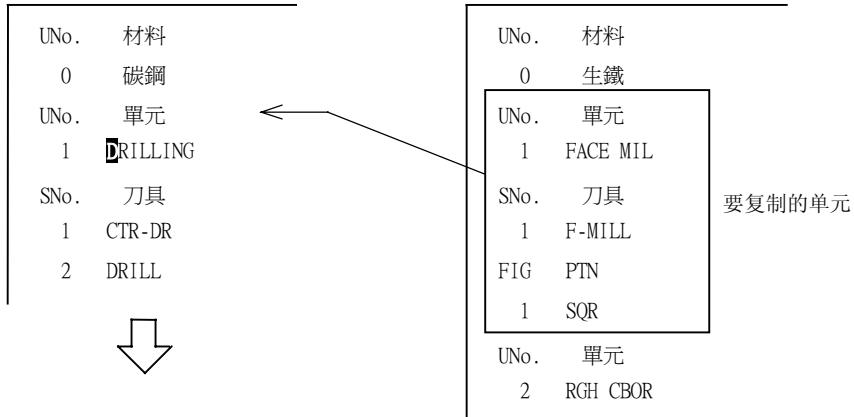 UNo. 材料
0 碳鋼
UNo. 單元
1 DRILLING
SNo. 刀具
1 CTR-DR
2 DRILL
UNo. 材料
0 生鐵
UNo. 單元
1 FACE MIL
SNo. 刀具
1 F-MILL
FIG PTN
1 SQR
UNo. 單元
2 RGH CBOR
要复制的单元